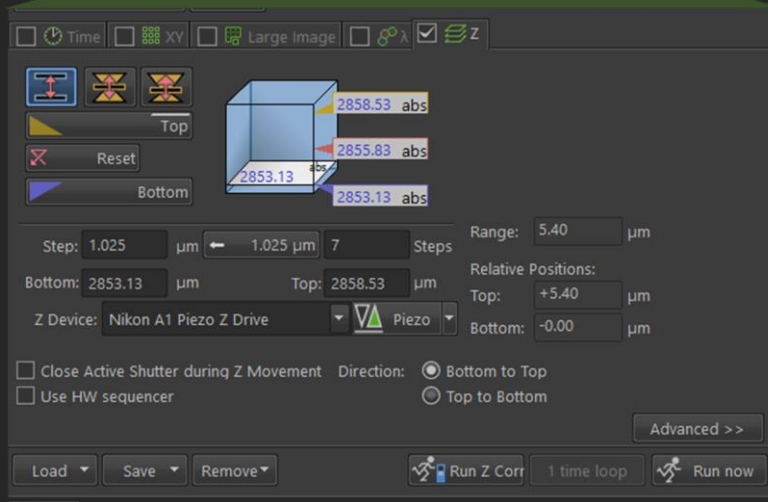 Time XY Large Image λ Z
2858.53 abs
Top
2855.83 abs
Reset
abs
2853.13
Bottom
2853.13 abs
Step: 1.025 µm 1.025 µm 7 Steps
Range: 5.40 µm
Relative Positions:
Bottom: 2853.13 µm Top: 2858.53 µm
Top: +5.40 µm
Z Device: Nikon A1 Piezo Z Drive Piezo
Bottom: -0.00 µm
Close Active Shutter during Z Movement Direction: Bottom to Top
Use HW sequencer Top to Bottom
Advanced >>
Load Save Remove Run Z Corr 1 time loop Run now